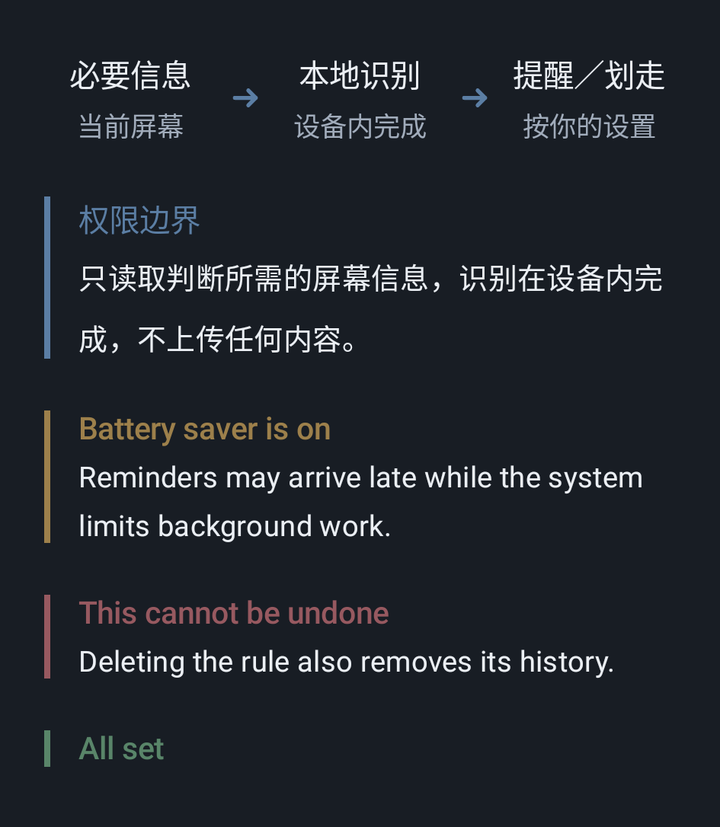 必要信息 → 本地识别 → 提醒／划走
当前屏幕 设备内完成 按你的设置
权限边界
只读取判断所需的屏幕信息，识别在设备内完
成，不上传任何内容。
Battery saver is on
Reminders may arrive late while the system
limits background work.
This cannot be undone
Deleting the rule also removes its history.
All set